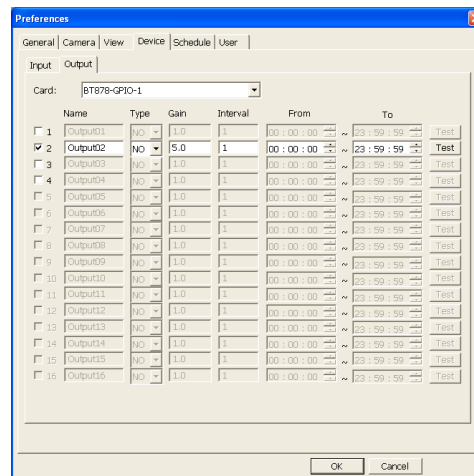 Preferences
General Camera View Device Schedule User
Input Output
Card: BT878-GPIO-1
Name Type Gain Interval From To
1 Output01 NO 1.0 1 00 : 00 : 00 ~ 23 : 59 : 59 Test
2 Output02 NO 5.0 1 00 : 00 : 00 ~ 23 : 59 : 59 Test
3 Output03 NO 1.0 1 00 : 00 : 00 ~ 23 : 59 : 59 Test
4 Output04 NO 1.0 1 00 : 00 : 00 ~ 23 : 59 : 59 Test
5 Output05 NO 1.0 1 00 : 00 : 00 ~ 23 : 59 : 59 Test
6 Output06 NO 1.0 1 00 : 00 : 00 ~ 23 : 59 : 59 Test
7 Output07 NO 1.0 1 00 : 00 : 00 ~ 23 : 59 : 59 Test
8 Output08 NO 1.0 1 00 : 00 : 00 ~ 23 : 59 : 59 Test
9 Output09 NO 1.0 1 00 : 00 : 00 ~ 23 : 59 : 59 Test
10 Output10 NO 1.0 1 00 : 00 : 00 ~ 23 : 59 : 59 Test
11 Output11 NO 1.0 1 00 : 00 : 00 ~ 23 : 59 : 59 Test
12 Output12 NO 1.0 1 00 : 00 : 00 ~ 23 : 59 : 59 Test
13 Output13 NO 1.0 1 00 : 00 : 00 ~ 23 : 59 : 59 Test
14 Output14 NO 1.0 1 00 : 00 : 00 ~ 23 : 59 : 59 Test
15 Output15 NO 1.0 1 00 : 00 : 00 ~ 23 : 59 : 59 Test
16 Output16 NO 1.0 1 00 : 00 : 00 ~ 23 : 59 : 59 Test
OK Cancel